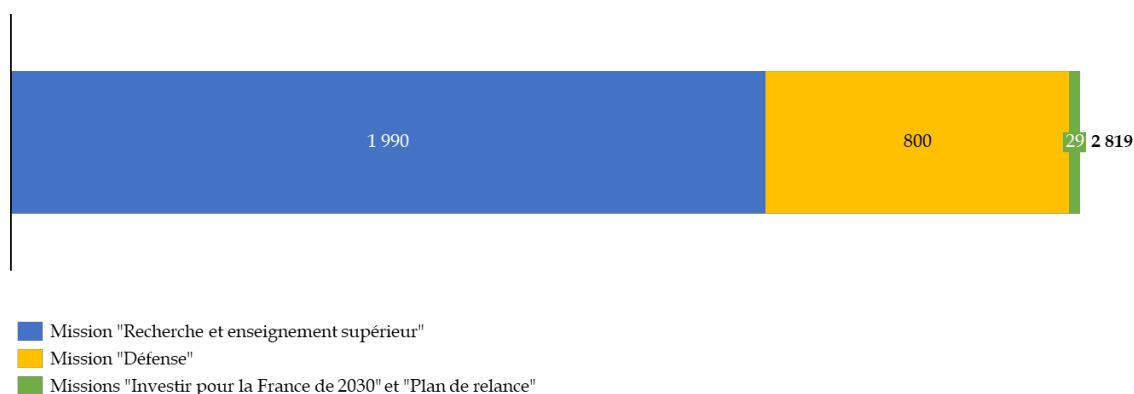 1 990 800 29 2 819
Mission "Recherche et enseignement supérieur"
Mission "Défense"
Missions "Investir pour la France de 2030" et "Plan de relance"